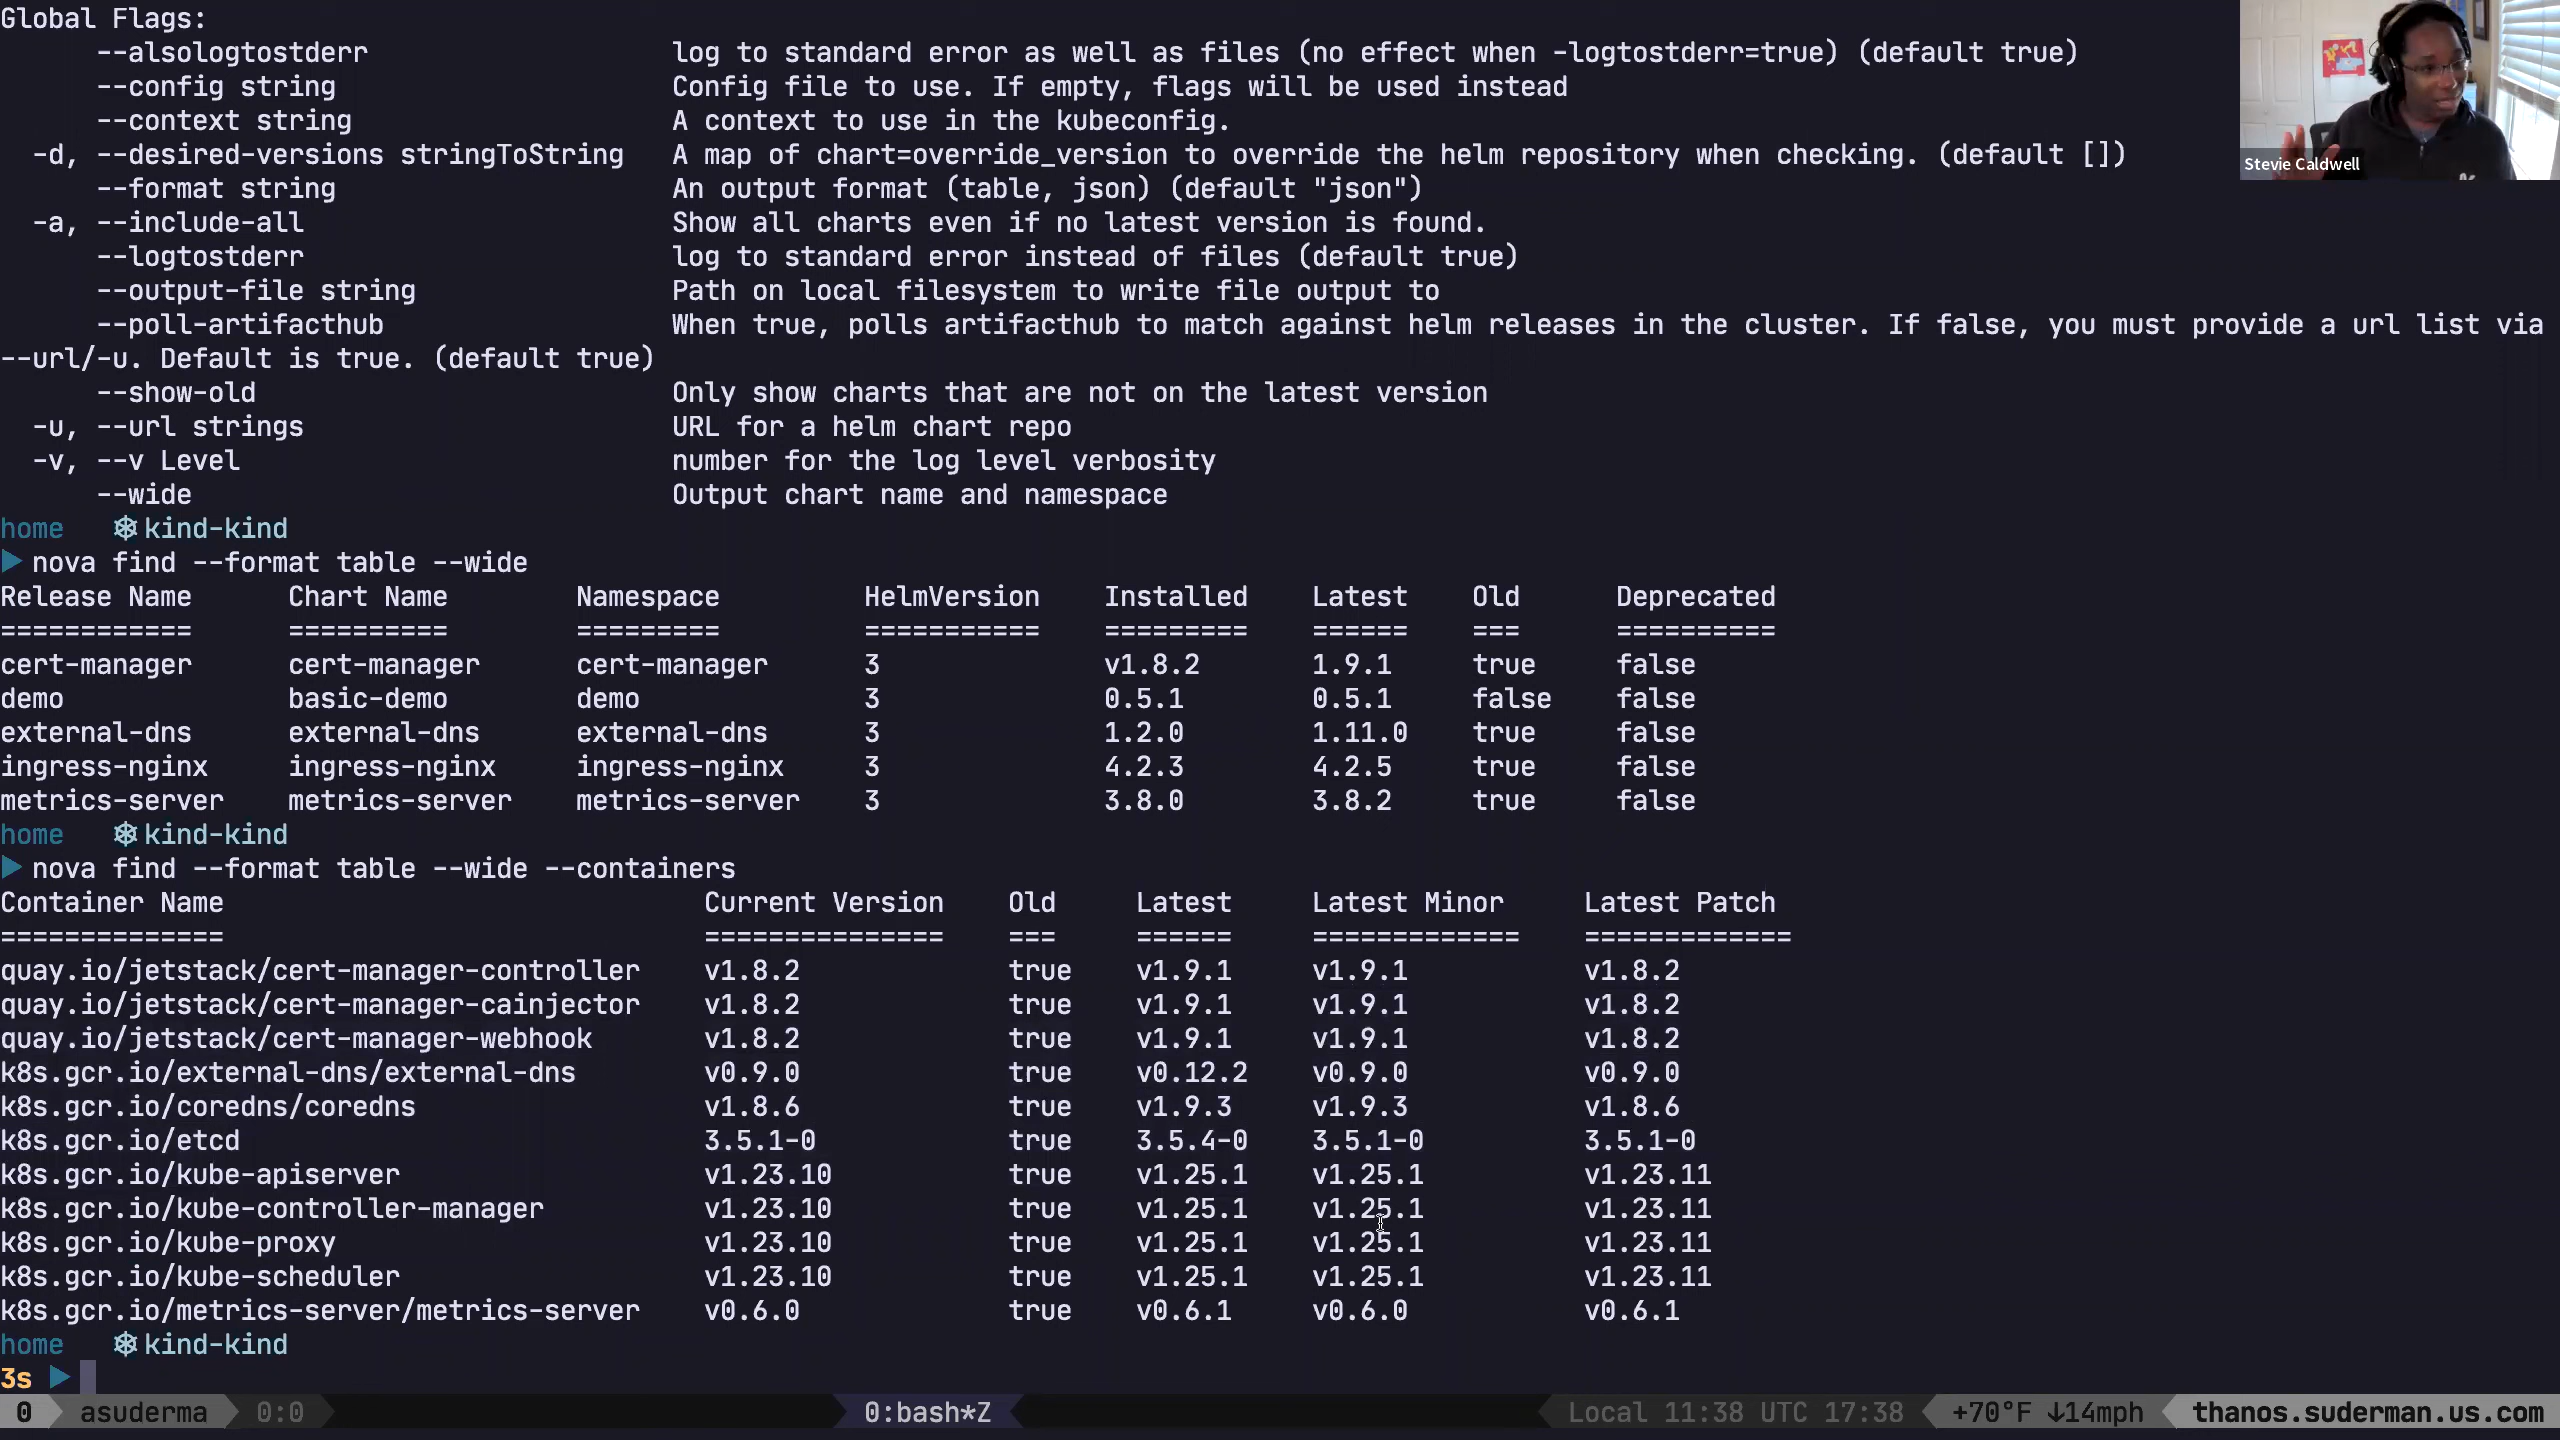 Global Flags:
--alsologtostderr log to standard error as well as files (no effect when -logtostderr=true) (default true)
--config string Config file to use. If empty, flags will be used instead
--context string A context to use in the kubeconfig.
-d, --desired-versions stringToString A map of chart=override_version to override the helm repository when checking. (default [])
--format string An output format (table, json) (default "json")
-a, --include-all Show all charts even if no latest version is found.
--logtostderr log to standard error instead of files (default true)
--output-file string Path on local filesystem to write file output to
--poll-artifacthub When true, polls artifacthub to match against helm releases in the cluster. If false, you must provide a url list via
--url/-u. Default is true. (default true)
--show-old Only show charts that are not on the latest version
-u, --url strings URL for a helm chart repo
-v, --v Level number for the log level verbosity
--wide Output chart name and namespace
home ❄ kind-kind
▶ nova find --format table --wide
Release Name Chart Name Namespace HelmVersion Installed Latest Old Deprecated
============ ========== ========= =========== ========= ====== === ==========
cert-manager cert-manager cert-manager 3 v1.8.2 1.9.1 true false
demo basic-demo demo 3 0.5.1 0.5.1 false false
external-dns external-dns external-dns 3 1.2.0 1.11.0 true false
ingress-nginx ingress-nginx ingress-nginx 3 4.2.3 4.2.5 true false
metrics-server metrics-server metrics-server 3 3.8.0 3.8.2 true false
home ❄ kind-kind
▶ nova find --format table --wide --containers
Container Name Current Version Old Latest Latest Minor Latest Patch
============== =============== === ====== ============= =============
quay.io/jetstack/cert-manager-controller v1.8.2 true v1.9.1 v1.9.1 v1.8.2
quay.io/jetstack/cert-manager-cainjector v1.8.2 true v1.9.1 v1.9.1 v1.8.2
quay.io/jetstack/cert-manager-webhook v1.8.2 true v1.9.1 v1.9.1 v1.8.2
k8s.gcr.io/external-dns/external-dns v0.9.0 true v0.12.2 v0.9.0 v0.9.0
k8s.gcr.io/coredns/coredns v1.8.6 true v1.9.3 v1.9.3 v1.8.6
k8s.gcr.io/etcd 3.5.1-0 true 3.5.4-0 3.5.1-0 3.5.1-0
k8s.gcr.io/kube-apiserver v1.23.10 true v1.25.1 v1.25.1 v1.23.11
k8s.gcr.io/kube-controller-manager v1.23.10 true v1.25.1 v1.25.1 v1.23.11
k8s.gcr.io/kube-proxy v1.23.10 true v1.25.1 v1.25.1 v1.23.11
k8s.gcr.io/kube-scheduler v1.23.10 true v1.25.1 v1.25.1 v1.23.11
k8s.gcr.io/metrics-server/metrics-server v0.6.0 true v0.6.1 v0.6.0 v0.6.1
home ❄ kind-kind
3s ▶
0 asuderma 0:0 0:bash*Z Local 11:38 UTC 17:38 +70°F ↓14mph thanos.suderman.us.com
Stevie Caldwell